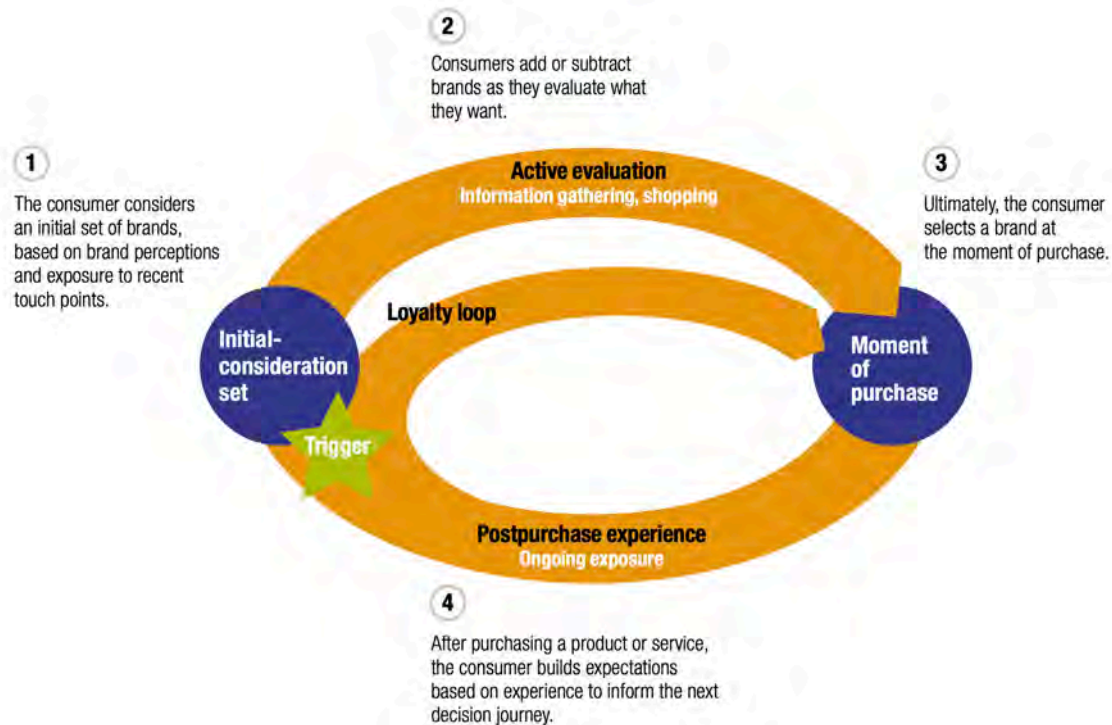 2
Consumers add or subtract
brands as they evaluate what
they want.
1
The consumer considers
an initial set of brands,
based on brand perceptions
and exposure to recent
touch points.
Active evaluation
Information gathering, shopping
3
Ultimately, the consumer
selects a brand at
the moment of purchase.
Loyalty loop
Initial-
consideration
set
Moment
of
purchase
Trigger
Postpurchase experience
Ongoing exposure
4
After purchasing a product or service,
the consumer builds expectations
based on experience to inform the next
decision journey.